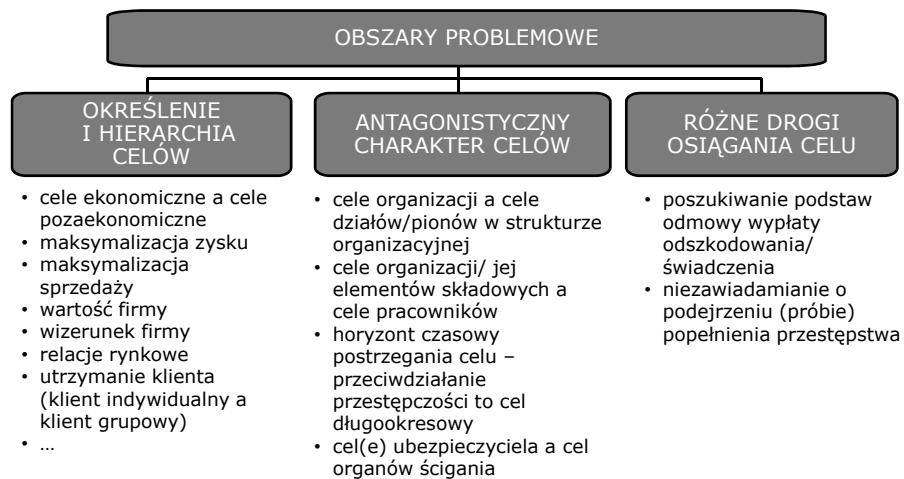 OBSZARY PROBLEMOWE
OKREŚLENIE
I HIERARCHIA
CELÓW
• cele ekonomiczne a cele
pozaekonomiczne
• maksymalizacja zysku
• maksymalizacja
sprzedaży
• wartość firmy
• wizerunek firmy
• relacje rynkowe
• utrzymanie klienta
(klient indywidualny a
klient grupowy)
• …
ANTAGONISTYCZNY
CHARAKTER CELÓW
• cele organizacji a cele
działów/pionów w strukturze
organizacyjnej
• cele organizacji/ jej
elementów składowych a
cele pracowników
• horyzont czasowy
postrzegania celu –
przeciwdziałanie
przestępczości to cel
długookresowy
• cel(e) ubezpieczyciela a cel
organów ścigania
RÓŻNE DROGI
OSIĄGANIA CELU
• poszukiwanie podstaw
odmowy wypłaty
odszkodowania/
świadczenia
• niezawiadamianie o
podejrzeniu (próbie)
popełnienia przestępstwa